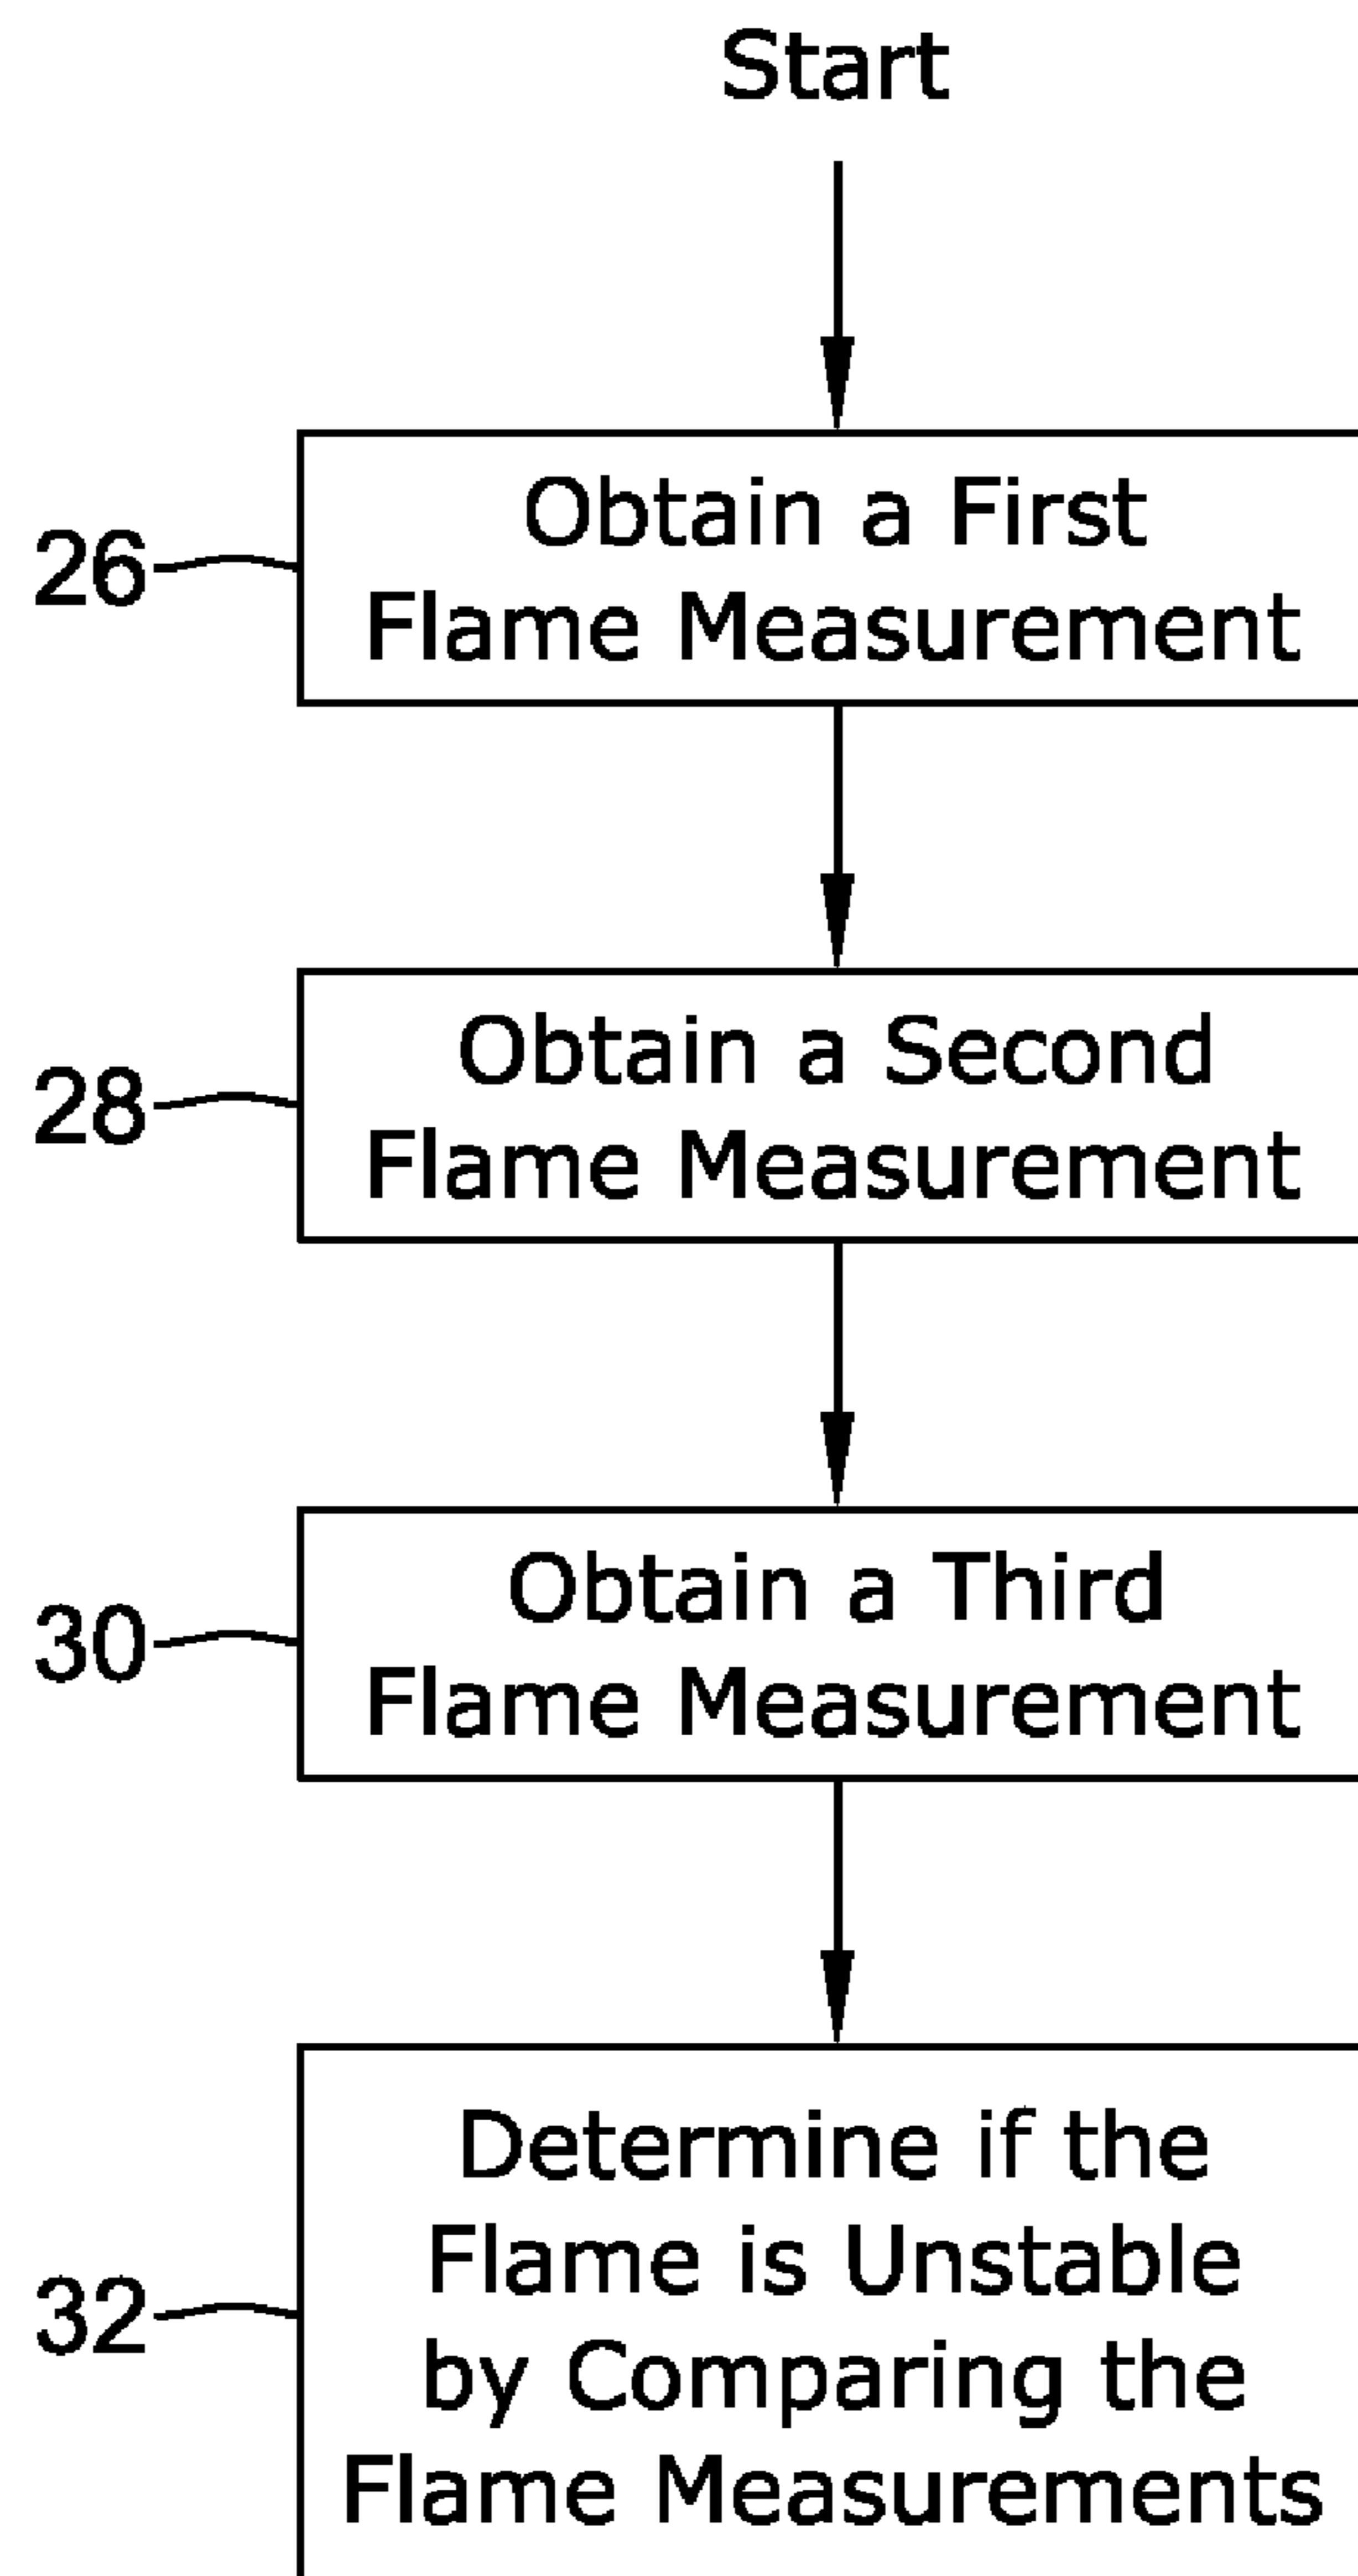 Start
26
Obtain a First
Flame Measurement
28
Obtain a Second
Flame Measurement
30
Obtain a Third
Flame Measurement
32
Determine if the
Flame is Unstable
by Comparing the
Flame Measurements